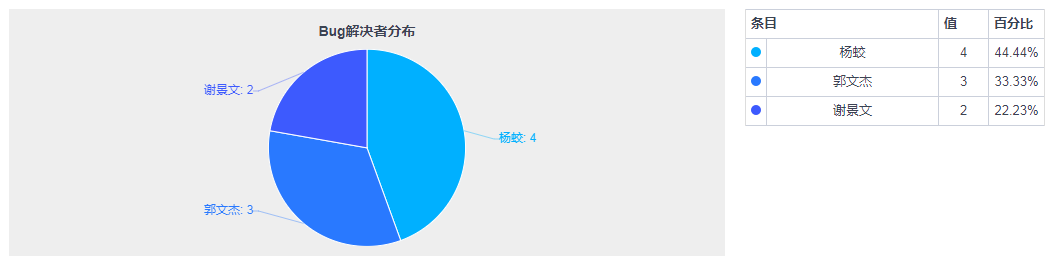 Bug解决者分布
谢景文: 2
杨蛟: 4
郭文杰: 3
条目 值 百分比
杨蛟 4 44.44%
郭文杰 3 33.33%
谢景文 2 22.23%